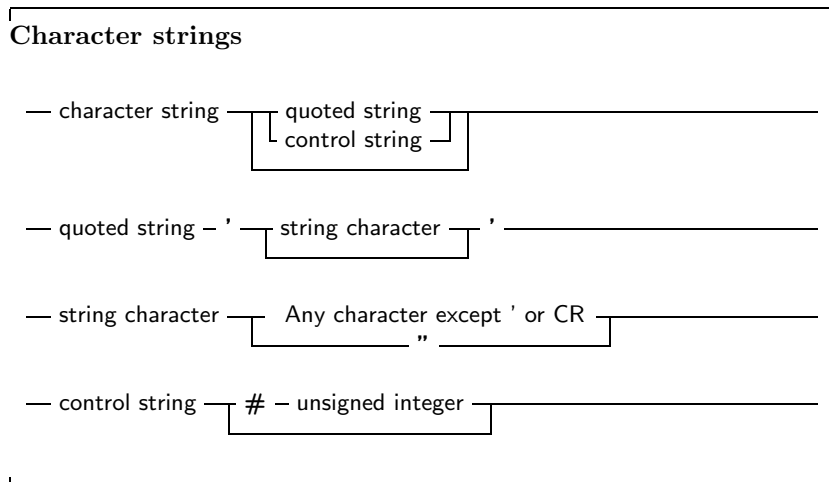 Character strings
character string quoted string
control string
quoted string ' string character '
string character Any character except ' or CR
''
control string # unsigned integer